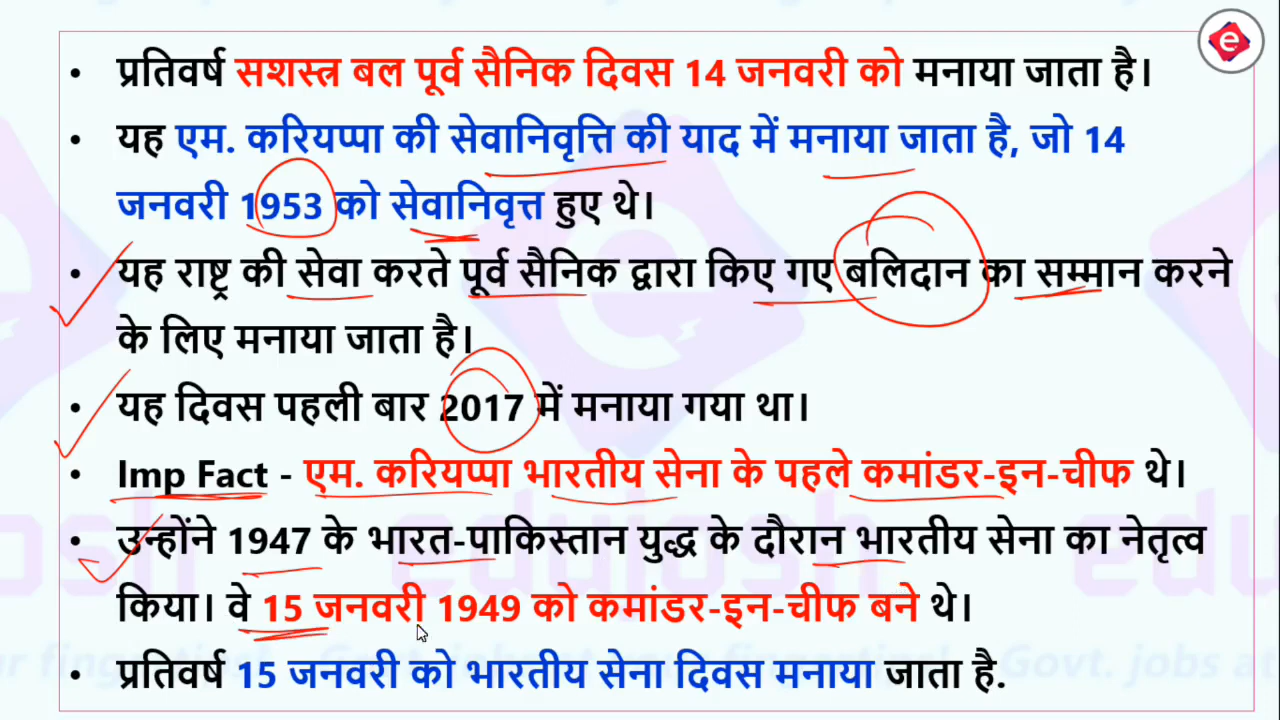 • प्रतिवर्ष सशस्त्र बल पूर्व सैनिक दिवस 14 जनवरी को मनाया जाता है।
• यह एम. करियप्पा की सेवानिवृत्ति की याद में मनाया जाता है, जो 14
जनवरी 1953 को सेवानिवृत्त हुए थे।
• यह राष्ट्र की सेवा करते पूर्व सैनिक द्वारा किए गए बलिदान का सम्मान करने
के लिए मनाया जाता है।
• यह दिवस पहली बार 2017 में मनाया गया था।
• Imp Fact - एम. करियप्पा भारतीय सेना के पहले कमांडर-इन-चीफ थे।
• उन्होंने 1947 के भारत-पाकिस्तान युद्ध के दौरान भारतीय सेना का नेतृत्व
किया। वे 15 जनवरी 1949 को कमांडर-इन-चीफ बने थे।
• प्रतिवर्ष 15 जनवरी को भारतीय सेना दिवस मनाया जाता है.